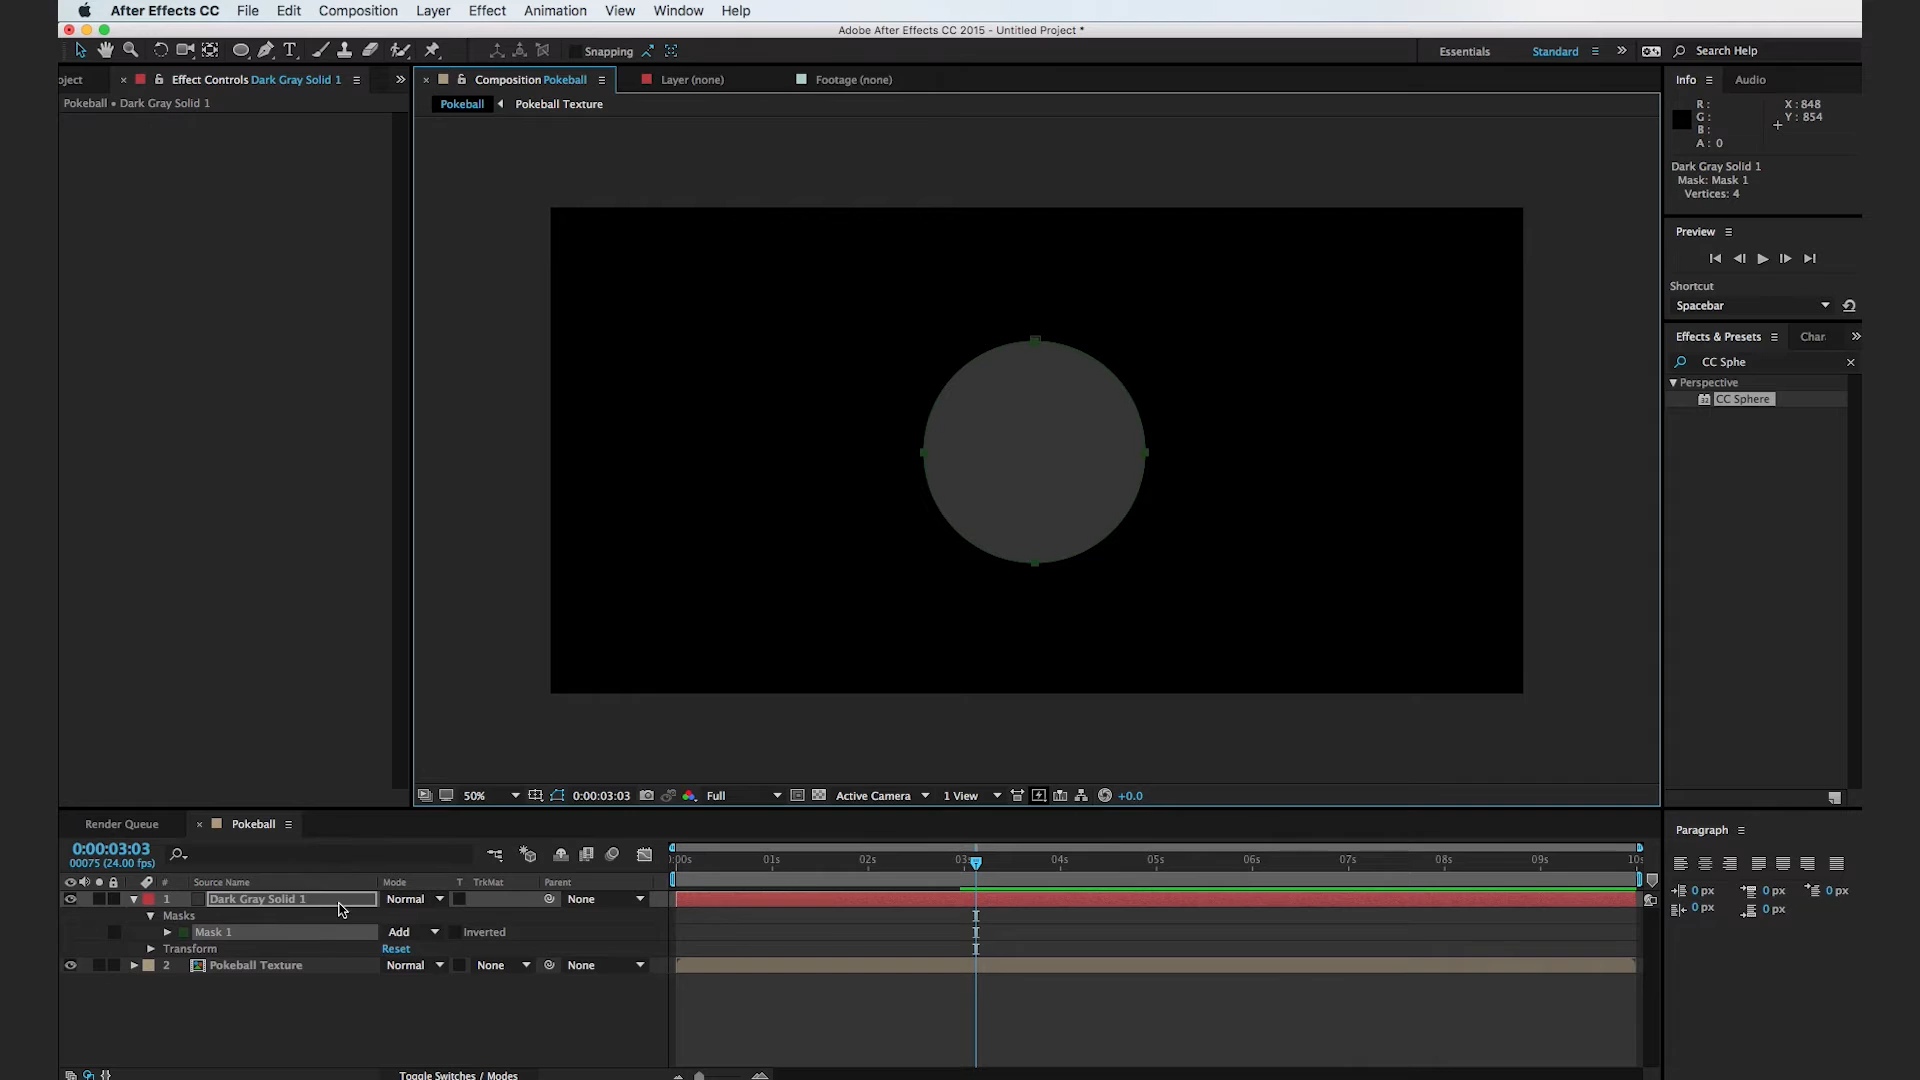 After Effects CC File Edit Composition Layer Effect Animation View Window Help
Adobe After Effects CC 2015 - Untitled Project *
T Snapping Essentials Standard Search Help
oject × Effect Controls Dark Gray Solid 1 × Composition Pokeball Layer (none) Footage (none) Info Audio
Pokeball • Dark Gray Solid 1 Pokeball Pokeball Texture
R : X : 848
G : Y : 854
B :
A : 0
Dark Gray Solid 1
Mask: Mask 1
Vertices: 4
Preview
Shortcut
Spacebar
Effects & Presets Char
CC Sphe ×
Perspective
32 CC Sphere
50% 0:00:03:03 Full Active Camera 1 View +0.0
Render Queue × Pokeball Paragraph
0:00:03:03
00075 (24.00 fps)
):00s 01s 02s 03s 04s 05s 06s 07s 08s 09s 10s
# Source Name Mode T TrkMat Parent
1 Dark Gray Solid 1 Normal None
Masks
Mask 1 Add Inverted
Transform Reset
2 Pokeball Texture Normal None None
0 px 0 px 0 px
0 px 0 px
Toggle Switches / Modes